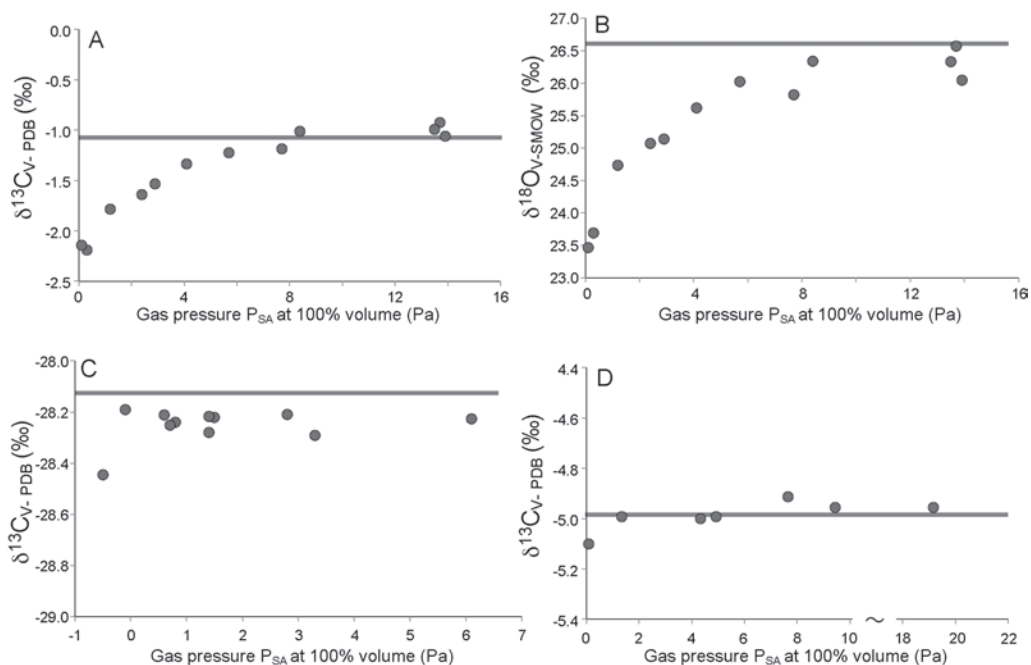 A
δ13CV- PDB (‰)
0.0
-0.5
-1.0
-1.5
-2.0
-2.5
0 4 8 12 16
Gas pressure PSA at 100% volume (Pa)
B
δ18OV-SMOW (‰)
27.0
26.5
26.0
25.5
25.0
24.5
24.0
23.5
23.0
0 2 4 6 8 10 12 14 16
Gas pressure PSA at 100% volume (Pa)
C
δ13CV- PDB (‰)
-28.0
-28.2
-28.4
-28.6
-28.8
-29.0
-1 0 1 2 3 4 5 6 7
Gas pressure PSA at 100% volume (Pa)
D
δ13CV- PDB (‰)
-4.4
-4.6
-4.8
-5.0
-5.2
-5.4
0 2 4 6 8 10 ~ 18 20 22
Gas pressure PSA at 100% volume (Pa)